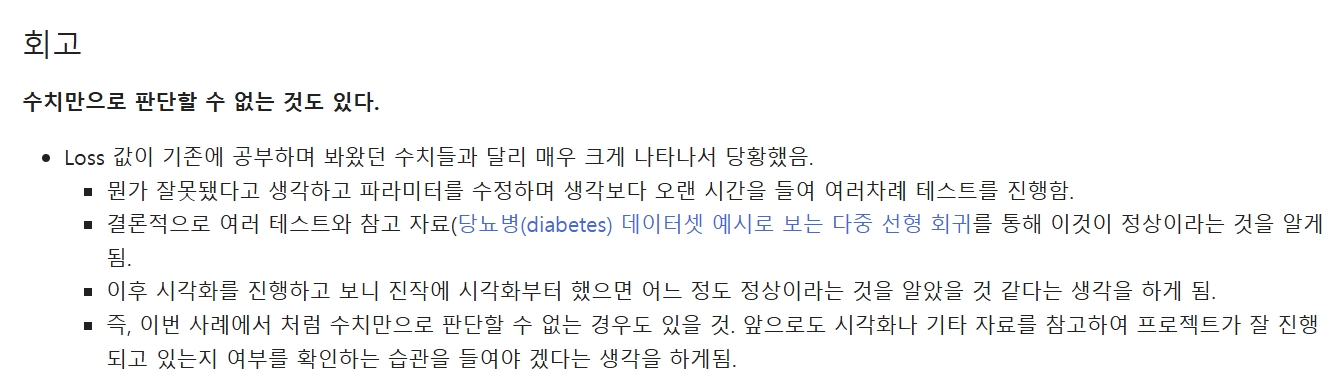 회고
수치만으로 판단할 수 없는 것도 있다.
• Loss 값이 기존에 공부하며 봐왔던 수치들과 달리 매우 크게 나타나서 당황했음.
▪ 뭔가 잘못됐다고 생각하고 파라미터를 수정하며 생각보다 오랜 시간을 들여 여러차례 테스트를 진행함.
▪ 결론적으로 여러 테스트와 참고 자료(당뇨병(diabetes) 데이터셋 예시로 보는 다중 선형 회귀를 통해 이것이 정상이라는 것을 알게
됨.
▪ 이후 시각화를 진행하고 보니 진작에 시각화부터 했으면 어느 정도 정상이라는 것을 알았을 것 같다는 생각을 하게 됨.
▪ 즉, 이번 사례에서 처럼 수치만으로 판단할 수 없는 경우도 있을 것. 앞으로도 시각화나 기타 자료를 참고하여 프로젝트가 잘 진행
되고 있는지 여부를 확인하는 습관을 들여야 겠다는 생각을 하게됨.